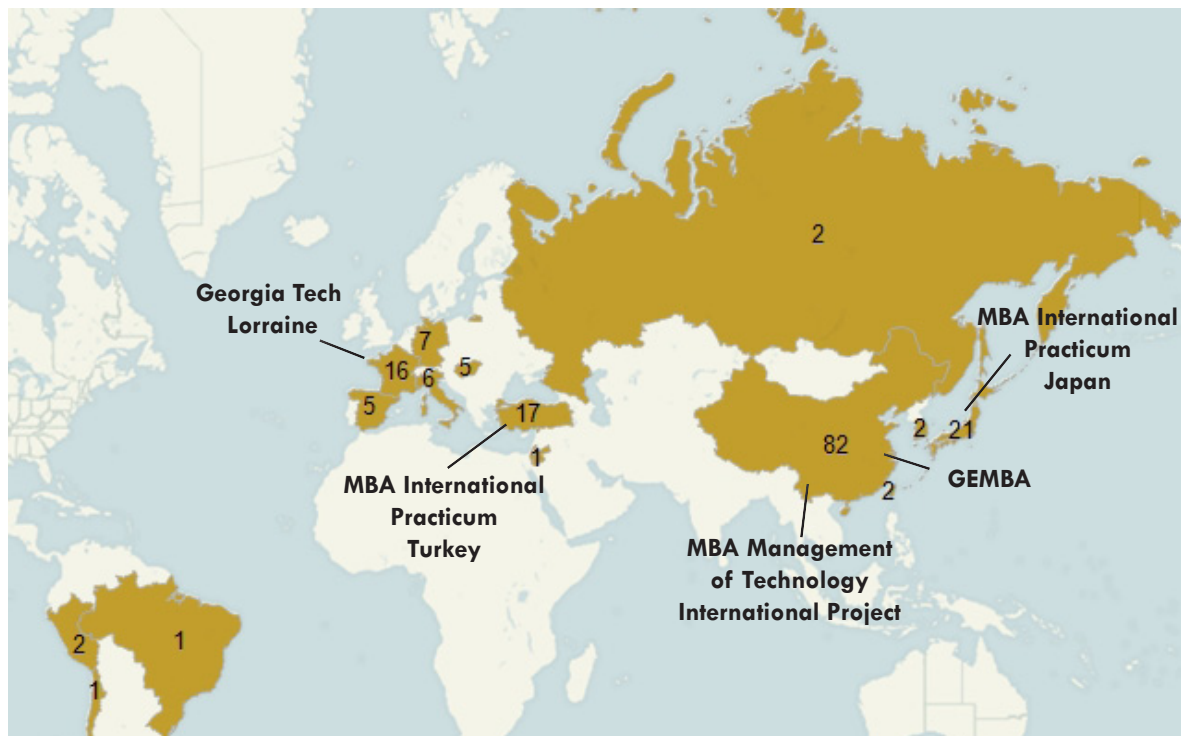 2
Georgia Tech
Lorraine
MBA International
Practicum
Japan
7
16
6
5
5
17
1
82
2
21
2
GEMBA
MBA International
Practicum
Turkey
MBA Management
of Technology
International Project
2
1
1